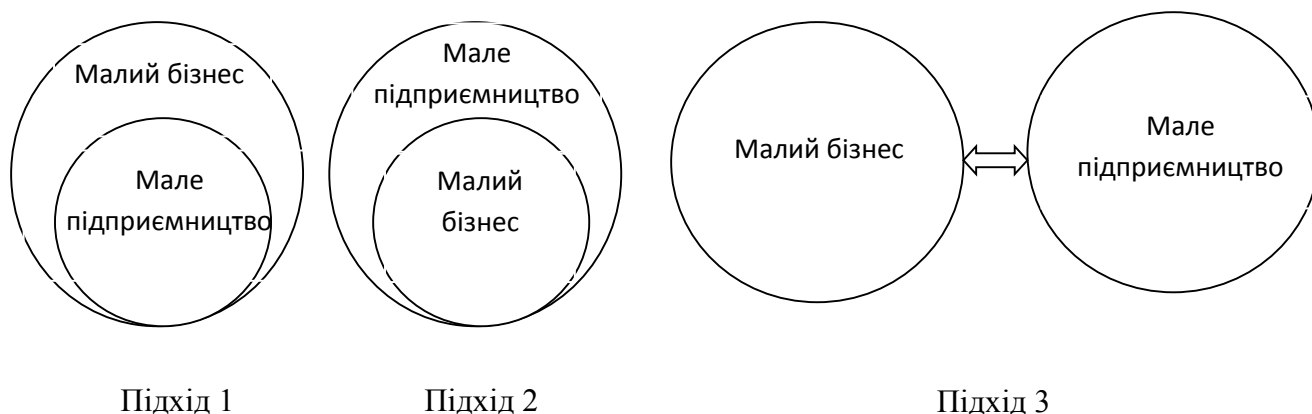 Малий бізнес
Мале
підприємництво
Мале
підприємництво
Малий
бізнес
Малий бізнес
Мале
підприємництво
Підхід 1
Підхід 2
Підхід 3